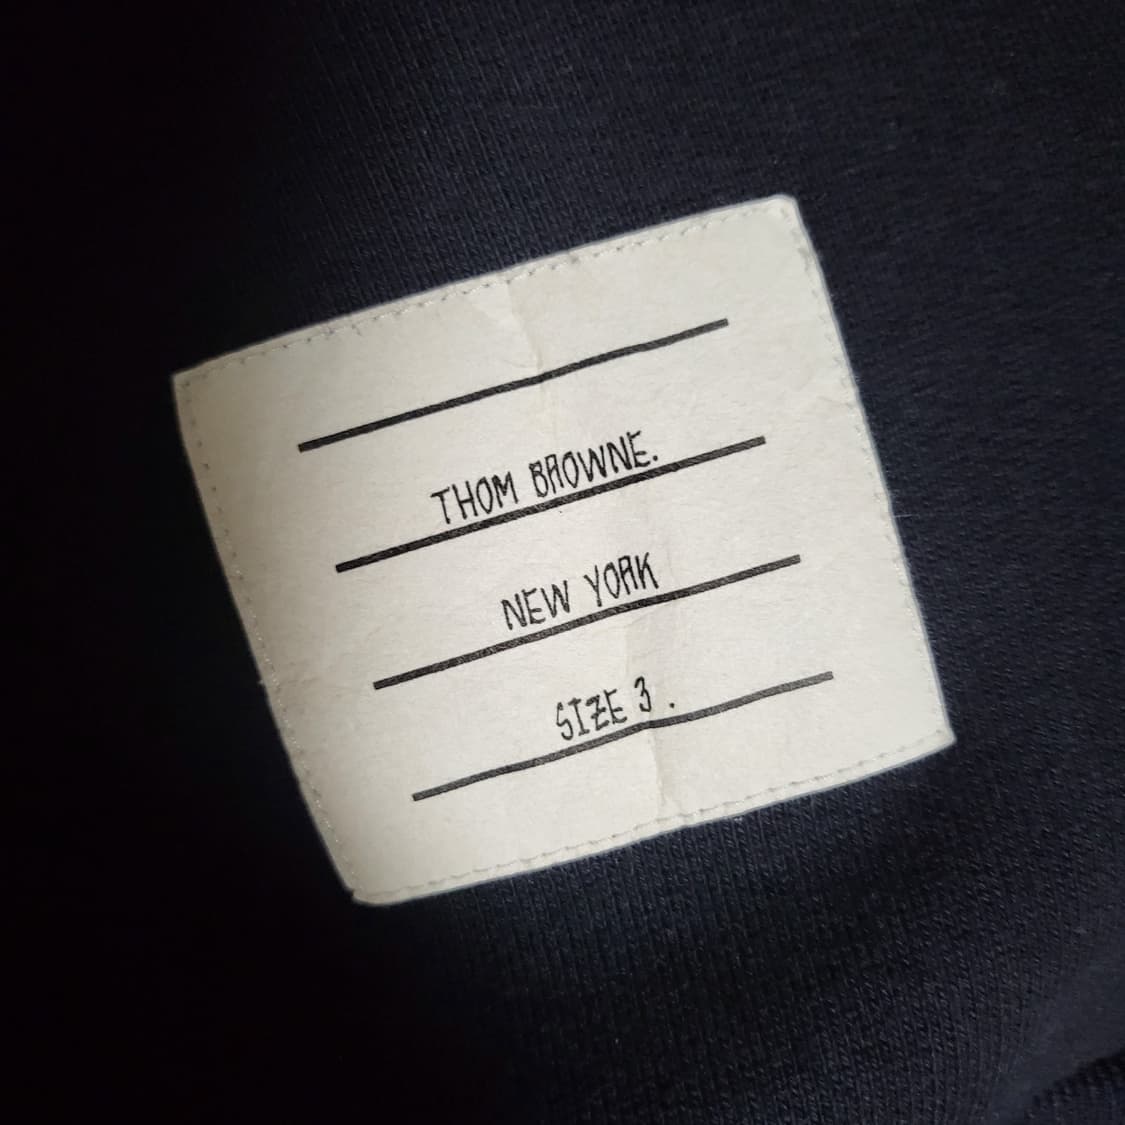 THOM BROWNE.
NEW YORK
SIZE 3 .